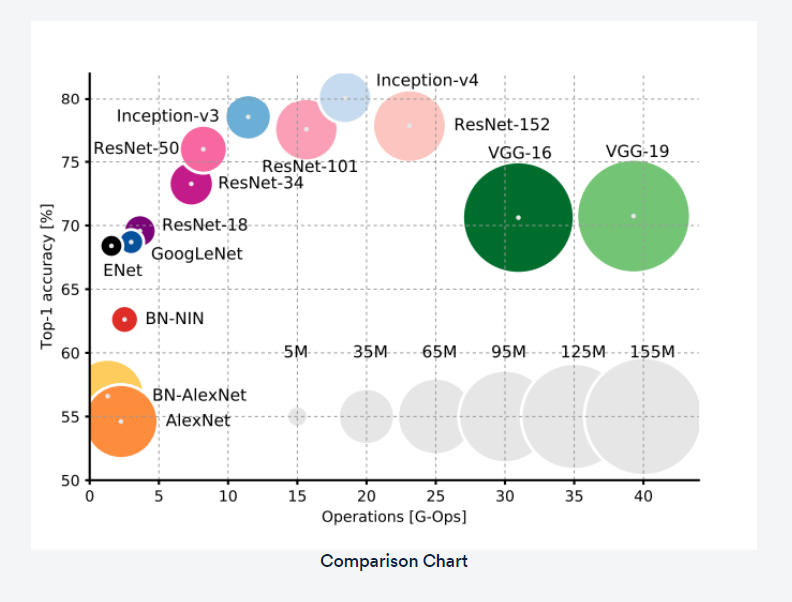 Inception-v4
80
Inception-v3
ResNet-152
ResNet-50
VGG-16
VGG-19
75
ResNet-101
ResNet-34
70
ResNet-18
GoogLeNet
ENet
65
BN-NIN
60
5M 35M 65M 95M 125M 155M
BN-AlexNet
55
AlexNet
50
0 5 10 15 20 25 30 35 40
Top-1 accuracy [%]
Operations [G-Ops]
Comparison Chart